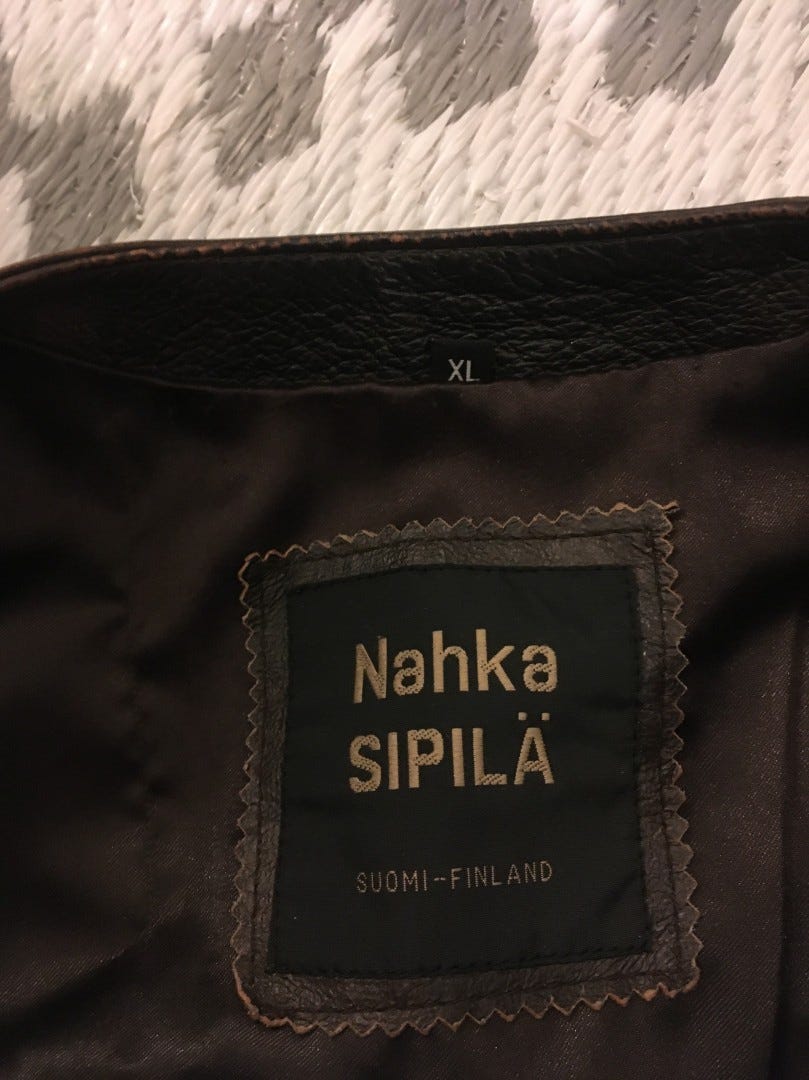 XL
Nahka
SIPILÄ
SUOMI-FINLAND